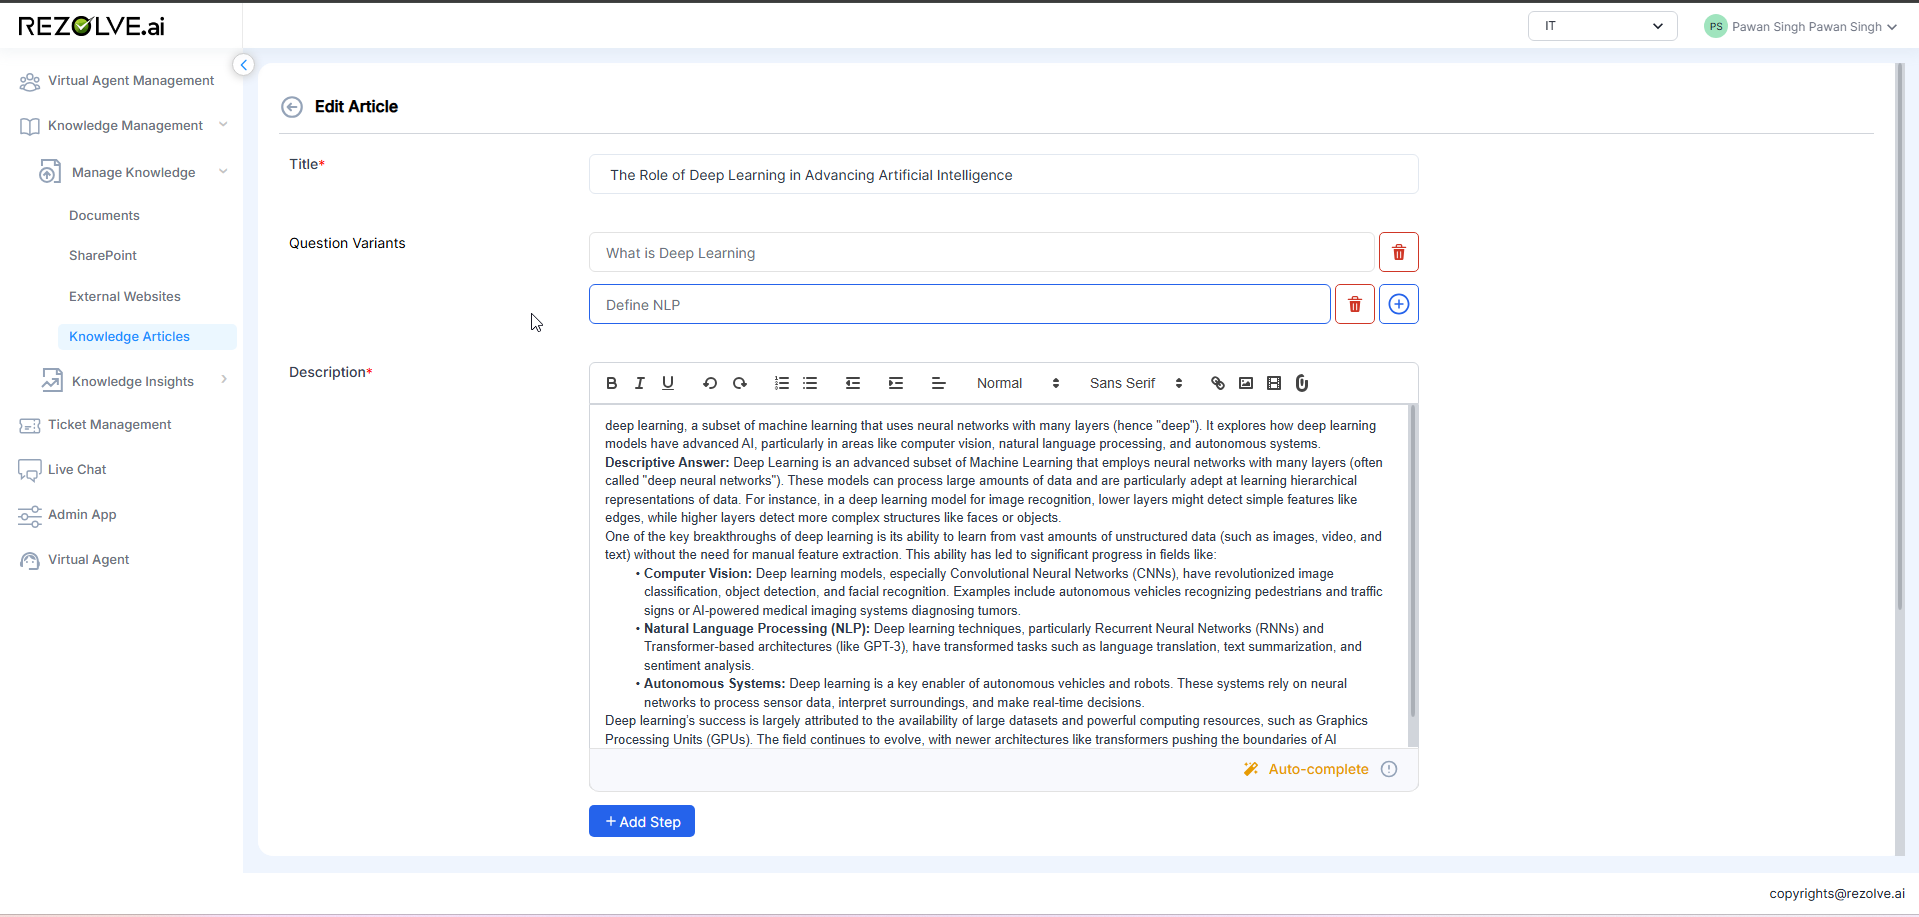 REZOLVE.ai
IT
PS Pawan Singh Pawan Singh
Virtual Agent Management
Knowledge Management
Manage Knowledge
Documents
SharePoint
External Websites
Knowledge Articles
Knowledge Insights
Ticket Management
Live Chat
Admin App
Virtual Agent
Edit Article
Title*
The Role of Deep Learning in Advancing Artificial Intelligence
Question Variants
What is Deep Learning
Define NLP
Description*
B I U Normal Sans Serif
deep learning, a subset of machine learning that uses neural networks with many layers (hence "deep"). It explores how deep learning
models have advanced AI, particularly in areas like computer vision, natural language processing, and autonomous systems.
Descriptive Answer: Deep Learning is an advanced subset of Machine Learning that employs neural networks with many layers (often
called "deep neural networks"). These models can process large amounts of data and are particularly adept at learning hierarchical
representations of data. For instance, in a deep learning model for image recognition, lower layers might detect simple features like
edges, while higher layers detect more complex structures like faces or objects.
One of the key breakthroughs of deep learning is its ability to learn from vast amounts of unstructured data (such as images, video, and
text) without the need for manual feature extraction. This ability has led to significant progress in fields like:
• Computer Vision: Deep learning models, especially Convolutional Neural Networks (CNNs), have revolutionized image
classification, object detection, and facial recognition. Examples include autonomous vehicles recognizing pedestrians and traffic
signs or AI-powered medical imaging systems diagnosing tumors.
• Natural Language Processing (NLP): Deep learning techniques, particularly Recurrent Neural Networks (RNNs) and
Transformer-based architectures (like GPT-3), have transformed tasks such as language translation, text summarization, and
sentiment analysis.
• Autonomous Systems: Deep learning is a key enabler of autonomous vehicles and robots. These systems rely on neural
networks to process sensor data, interpret surroundings, and make real-time decisions.
Deep learning's success is largely attributed to the availability of large datasets and powerful computing resources, such as Graphics
Processing Units (GPUs). The field continues to evolve, with newer architectures like transformers pushing the boundaries of AI
Auto-complete
+ Add Step
copyrights@rezolve.ai